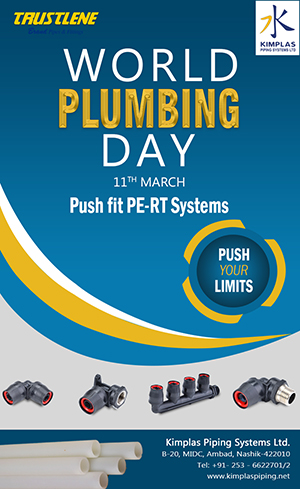 TRUSTLENE
KIMPLAS
PIPING SYSTEMS LTD
WORLD
PLUMBING
DAY
11TH MARCH
Push fit PE-RT Systems
PUSH
YOUR
LIMITS
Kimplas Piping Systems Ltd.
B-20, MIDC, Ambad, Nashik-422010
Tel: +91- 253 - 6622701/2
www.kimplaspiping.net